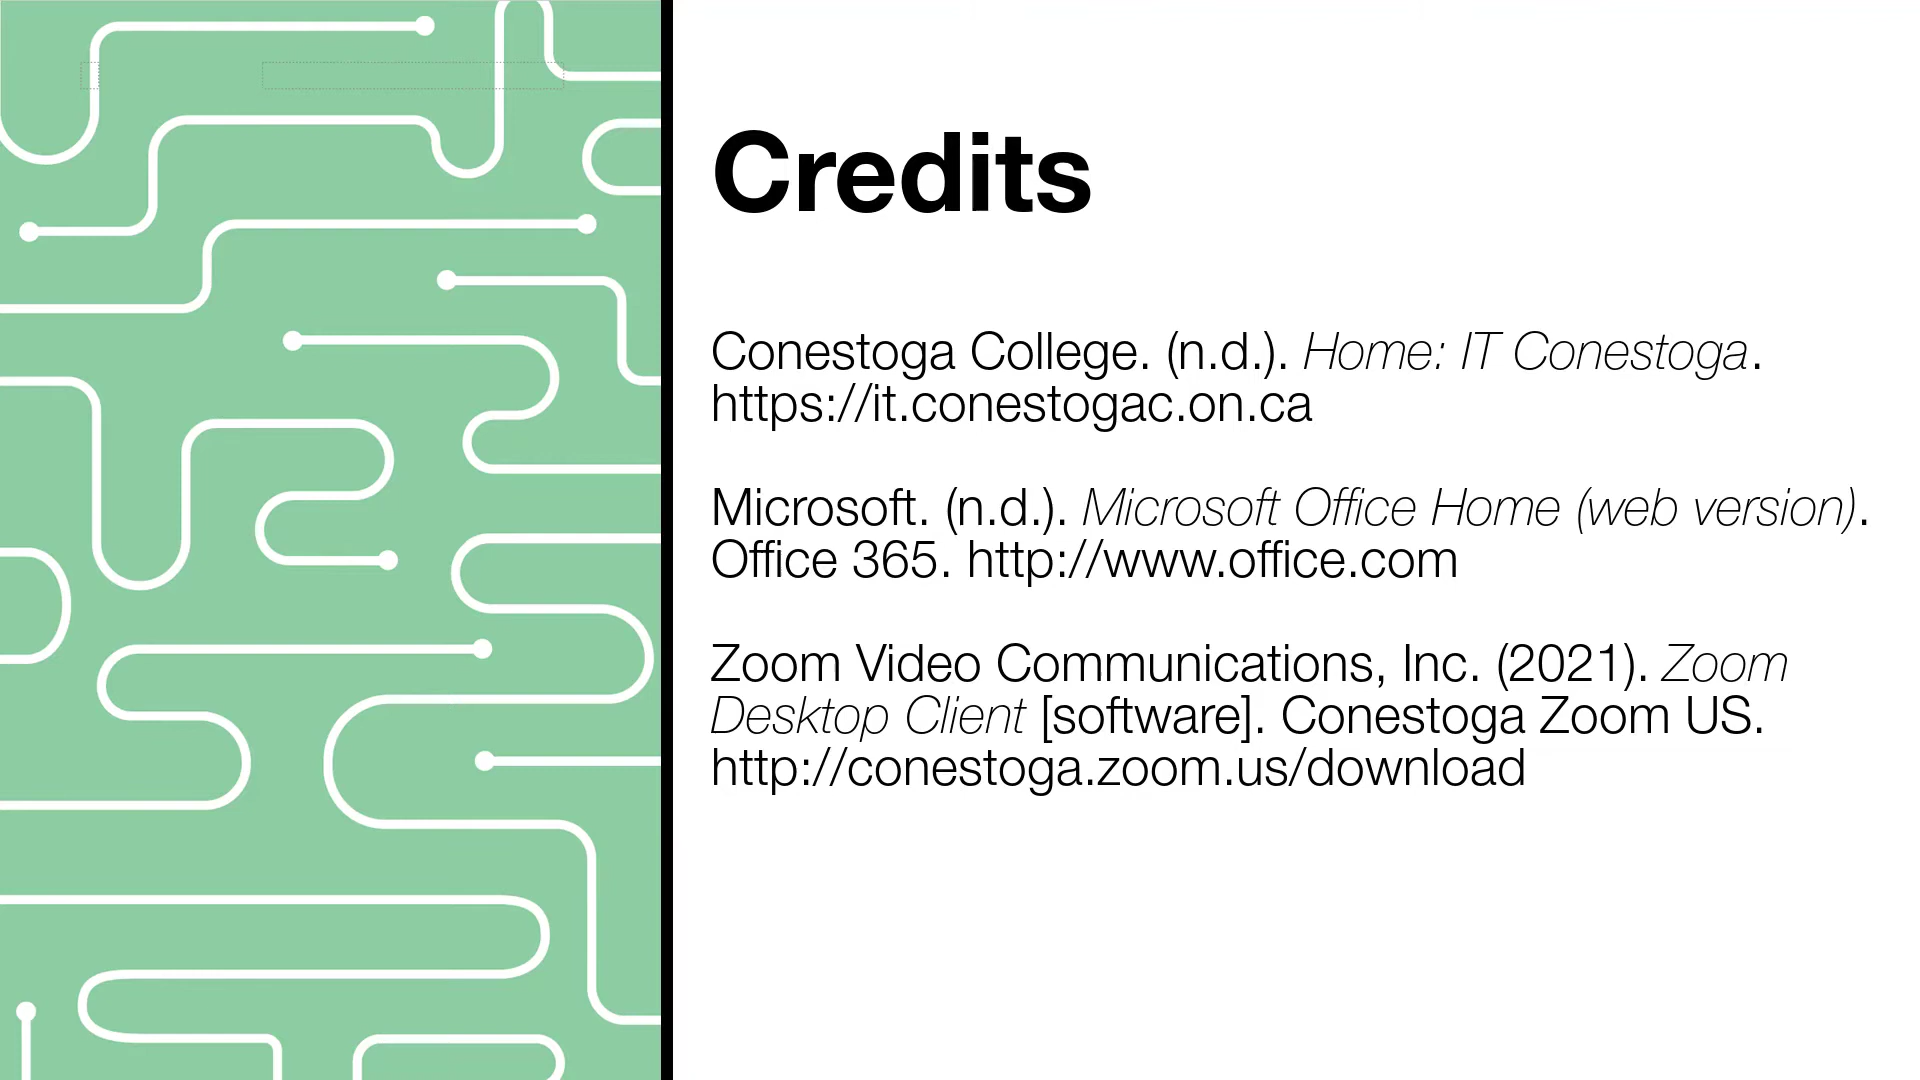 Credits
Conestoga College. (n.d.). Home: IT Conestoga.
https://it.conestogac.on.ca
Microsoft. (n.d.). Microsoft Office Home (web version).
Office 365. http://www.office.com
Zoom Video Communications, Inc. (2021). Zoom
Desktop Client [software]. Conestoga Zoom US.
http://conestoga.zoom.us/download